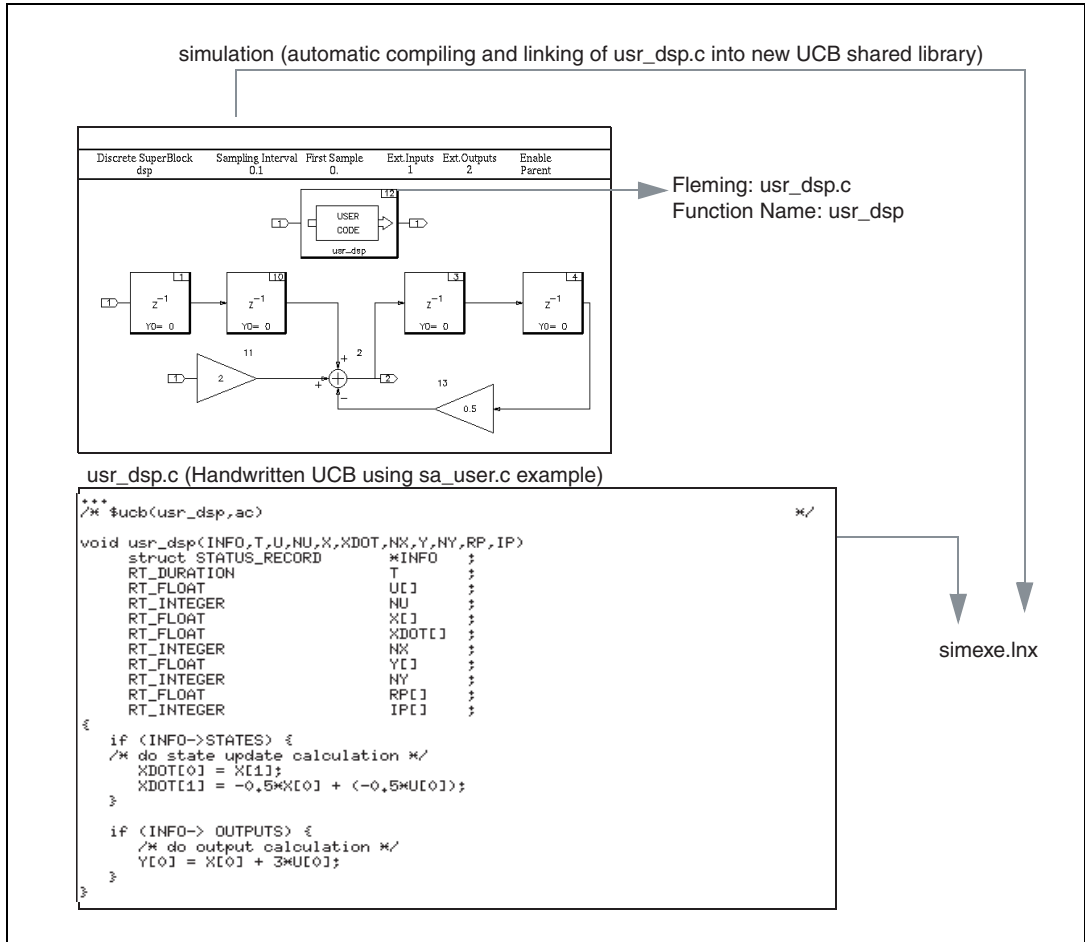 simulation (automatic compiling and linking of usr_dsp.c into new UCB shared library)
Discrete SuperBlock Sampling Interval First Sample Ext.Inputs Ext.Outputs Enable
dsp 0.1 0. 1 2 Parent
12
1 USER 1
CODE
usr_dsp
Fleming: usr_dsp.c
Function Name: usr_dsp
1 10 3 4
1 z-1 z-1 z-1 z-1
Y0= 0 Y0= 0 Y0= 0 Y0= 0
11 + 2
1 2 + + 2
- 13
0.5
usr_dsp.c (Handwritten UCB using sa_user.c example)
...
/* $ucb(usr_dsp,ac) */
void usr_dsp(INFO,T,U,NU,X,XDOT,NX,Y,NY,RP,IP)
struct STATUS_RECORD *INFO ;
RT_DURATION T ;
RT_FLOAT U[] ;
RT_INTEGER NU ;
RT_FLOAT X[] ;
RT_FLOAT XDOT[] ;
RT_INTEGER NX ;
RT_FLOAT Y[] ;
RT_INTEGER NY ;
RT_FLOAT RP[] ;
RT_INTEGER IP[] ;
{
if (INFO->STATES) {
/* do state update calculation */
XDOT[0] = X[1];
XDOT[1] = -0.5*X[0] + (-0.5*U[0]);
}
if (INFO-> OUTPUTS) {
/* do output calculation */
Y[0] = X[0] + 3*U[0];
}
}
simexe.lnx